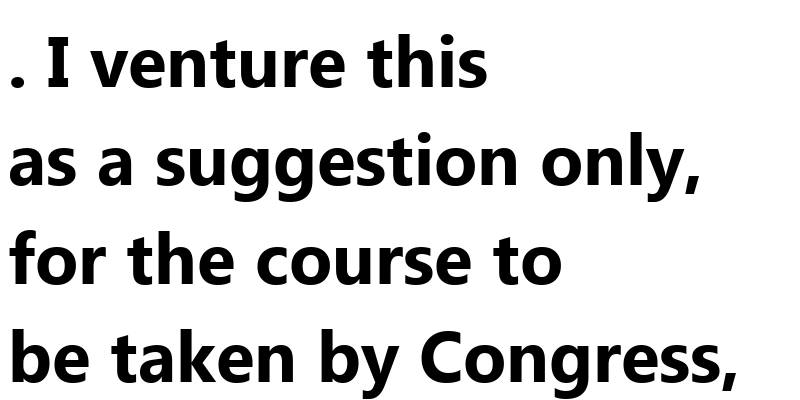 . I venture this
as a suggestion only,
for the course to
be taken by Congress,